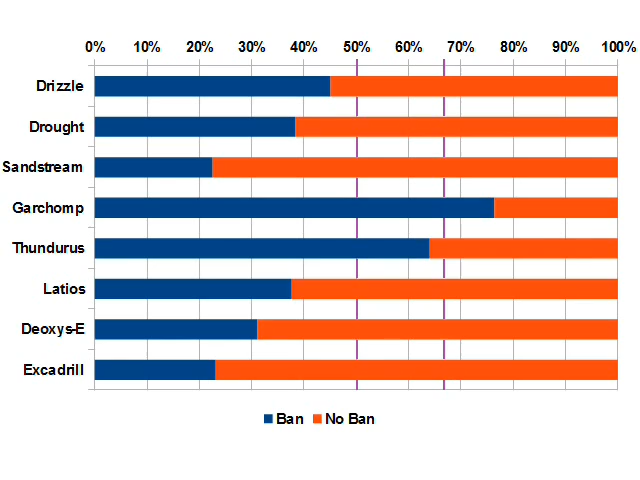 0% 10% 20% 30% 40% 50% 60% 70% 80% 90% 100%
Drizzle
Drought
Sandstream
Garchomp
Thundurus
Latios
Deoxys-E
Excadrill
Ban No Ban